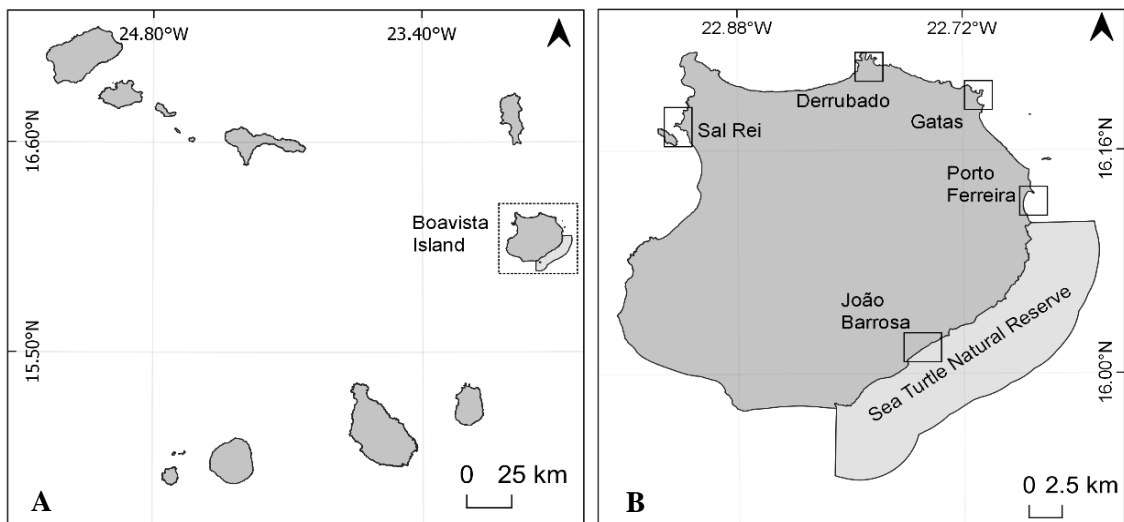 24.80°W
23.40°W
16.60°N
15.50°N
Boavista
Island
0 25 km
A
22.88°W
22.72°W
16.16°N
16.00°N
Derrubado
Gatas
Sal Rei
Porto
Ferreira
João
Barrosa
Sea Turtle Natural Reserve
0 2.5 km
B